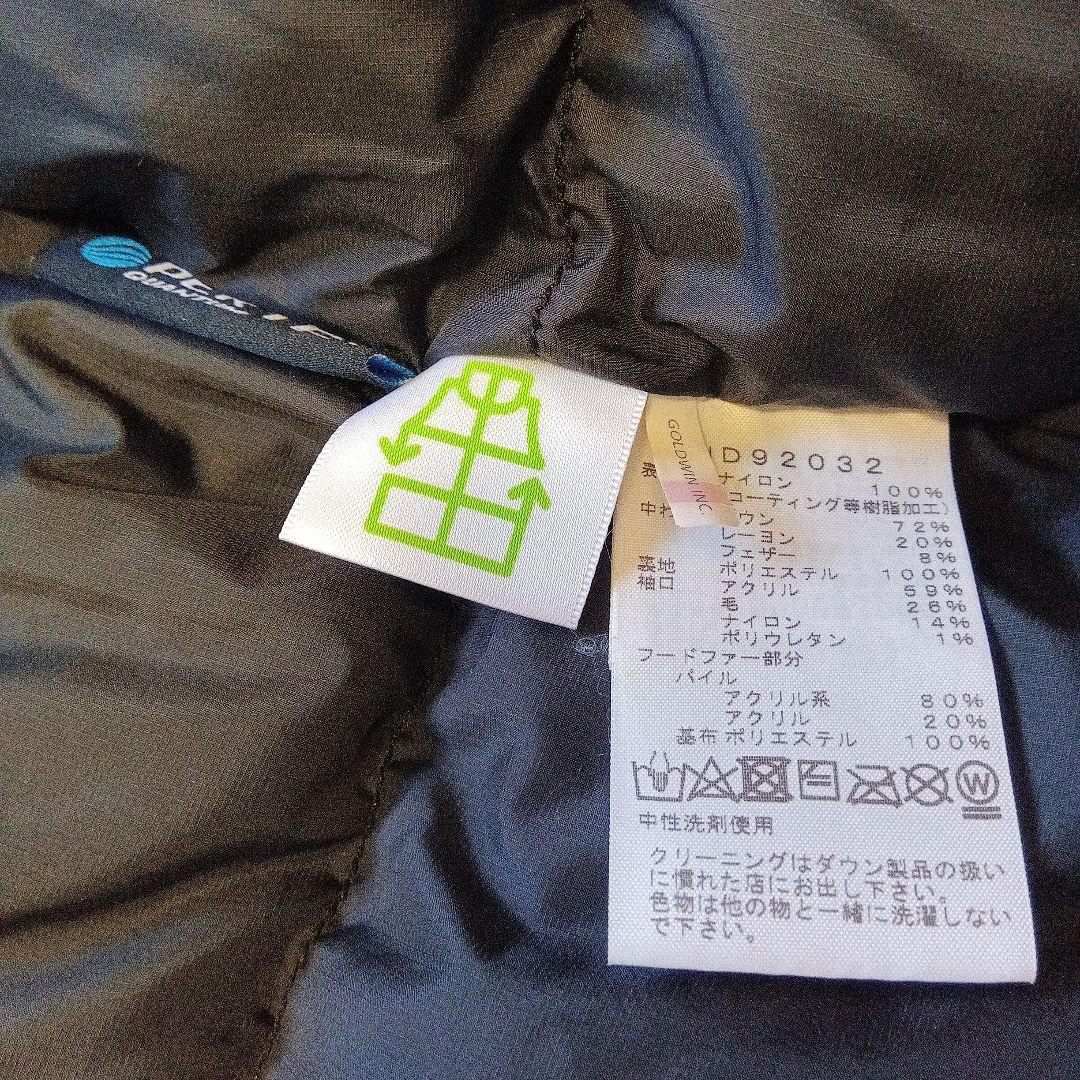 PERTE
QUANTUM
GOLDWIN INC.
D92032
ナイロン 100%
コーティング等樹脂加工)
中
ウン 72%
レーヨン 20%
フェザー 8%
ポリエステル 100%
袖口 アクリル 59%
毛 26%
ナイロン 14%
ポリウレタン 1%
フードファー部分
パイル
アクリル系 80%
アクリル 20%
基布 ポリエステル 100%
W
中性洗剤使用
クリーニングはダウン製品の扱い
に慣れた店にお出し下さい。
色物は他の物と一緒に洗濯しない
で下さい。